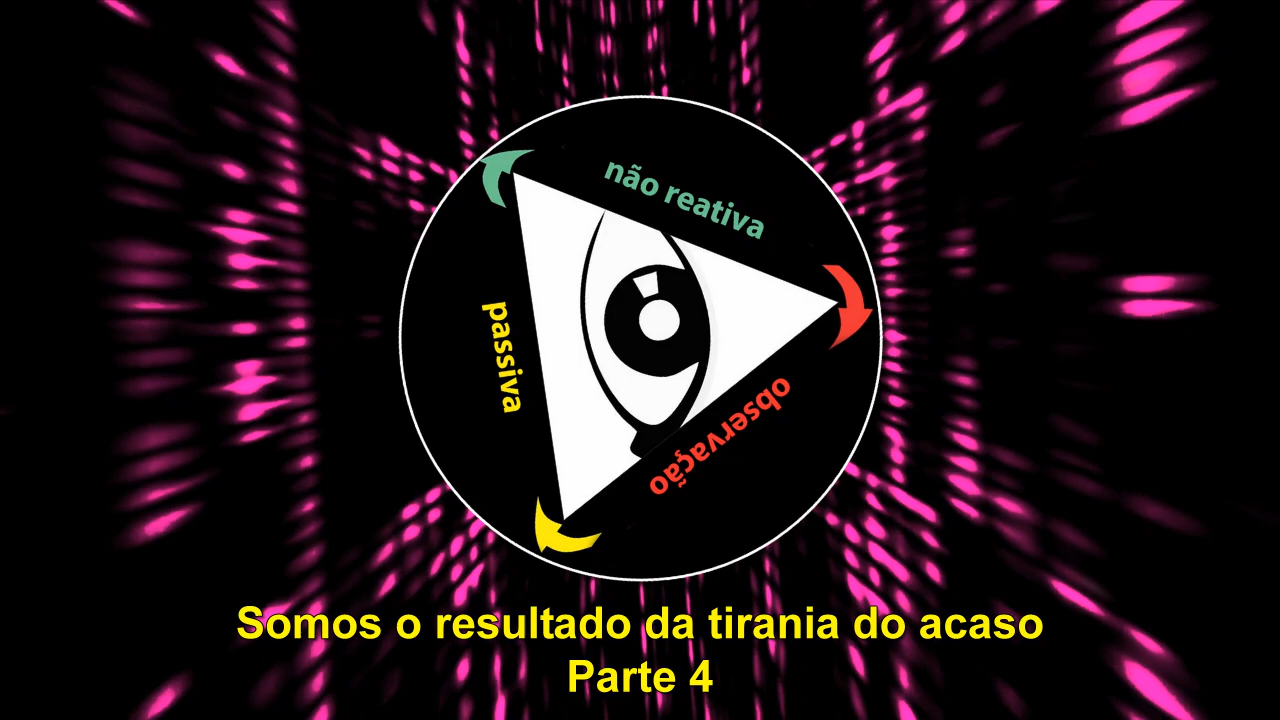 não reativa
passiva
observação
Somos o resultado da tirania do acaso
Parte 4